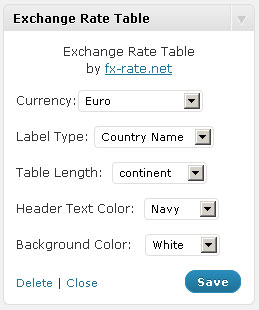 Exchange Rate Table
Exchange Rate Table
by fx-rate.net
Currency: Euro
Label Type: Country Name
Table Length: continent
Header Text Color: Navy
Background Color: White
Delete | Close Save